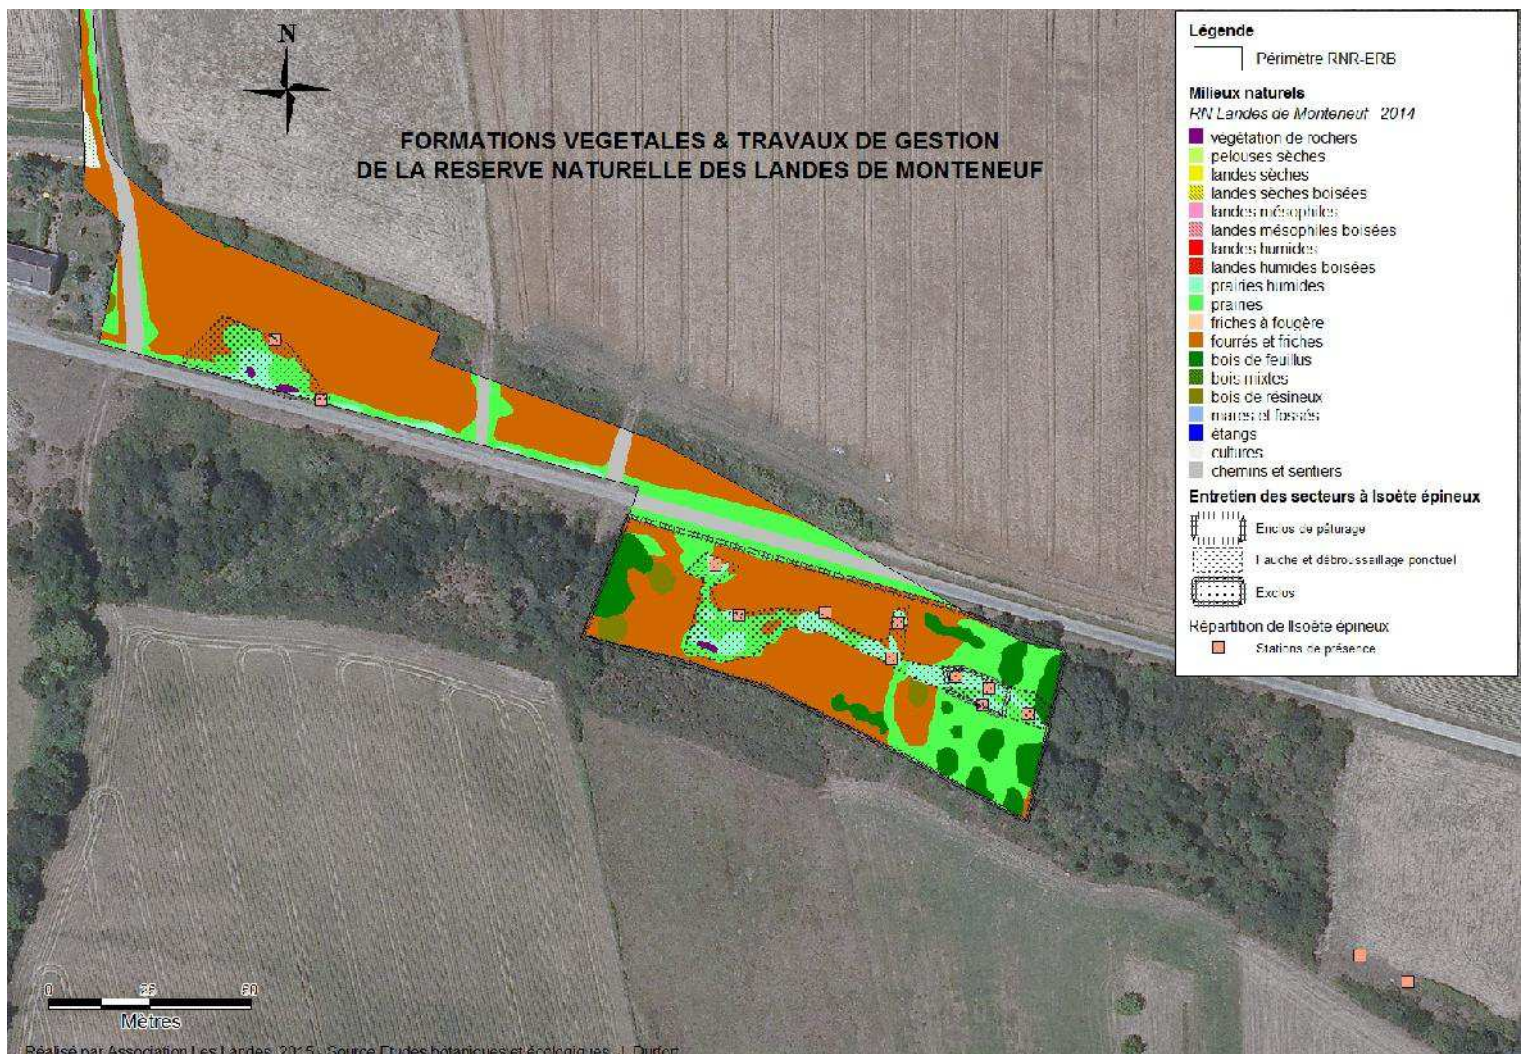 N
FORMATIONS VEGETALES & TRAVAUX DE GESTION
DE LA RESERVE NATURELLE DES LANDES DE MONTENEUF
Légende
Périmètre RNR-ERB
Milieux naturels
RN Landes de Monteneuf 2014
végétation de rochers
pelouses sèches
landes sèches
landes sèches boisées
landes mésophiles
landes mésophiles boisées
landes humides
landes humides boisées
prairies humides
prairies
friches à fougère
fourrés et friches
bois de feuillus
bois mixtes
bois de résineux
mares et fossés
étangs
cultures
chemins et sentiers
Entretien des secteurs à Isoète épineux
Enclos de pâturage
Fauche et débroussaillage ponctuel
Exclos
Répartition de lIsoète épineux
Stations de présence
0 25 50
Mètres
Réalisé par Association Les Landes, 2015 - Source Etudes botaniques et écologiques, J. Durfort